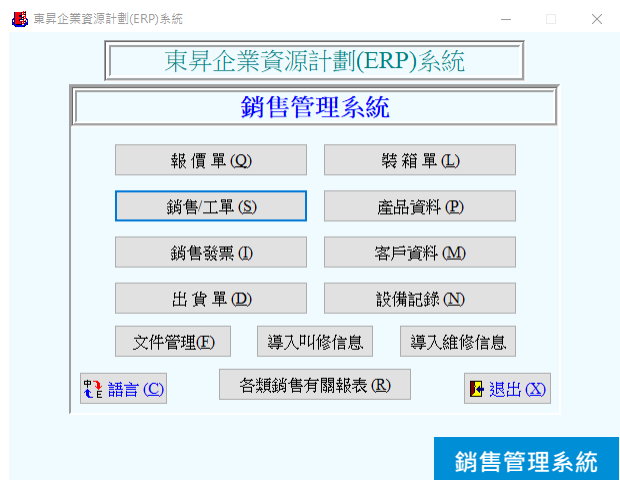 東昇企業資源計劃(ERP)系統
東昇企業資源計劃(ERP)系統
銷售管理系統
報 價 單 (Q) 裝 箱 單 (L)
銷售/工單 (S) 產品資料 (P)
銷售發票 (I) 客戶資料 (M)
出 貨 單 (D) 設備記錄 (N)
文件管理(F) 導入叫修信息 導入維修信息
中 E 語言 (C) 各類銷售有關報表 (R) 退出 (X)
銷售管理系統